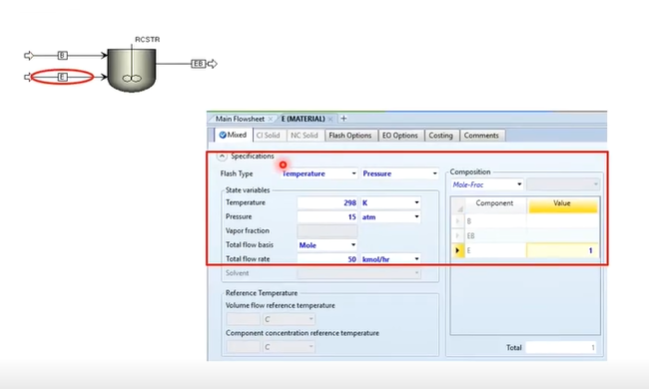 RCSTR
B
E
EB
Main Flowsheet × E (MATERIAL) × +
Mixed CI Solid NC Solid Flash Options EO Options Costing Comments
Specifications
Flash Type Temperature Pressure
State variables
Temperature 298 K
Pressure 15 atm
Vapor fraction
Total flow basis Mole
Total flow rate 50 kmol/hr
Solvent
Reference Temperature
Volume flow reference temperature
C
Component concentration reference temperature
C
Composition
Mole-Frac
Component Value
B
EB
E 1
Total 1